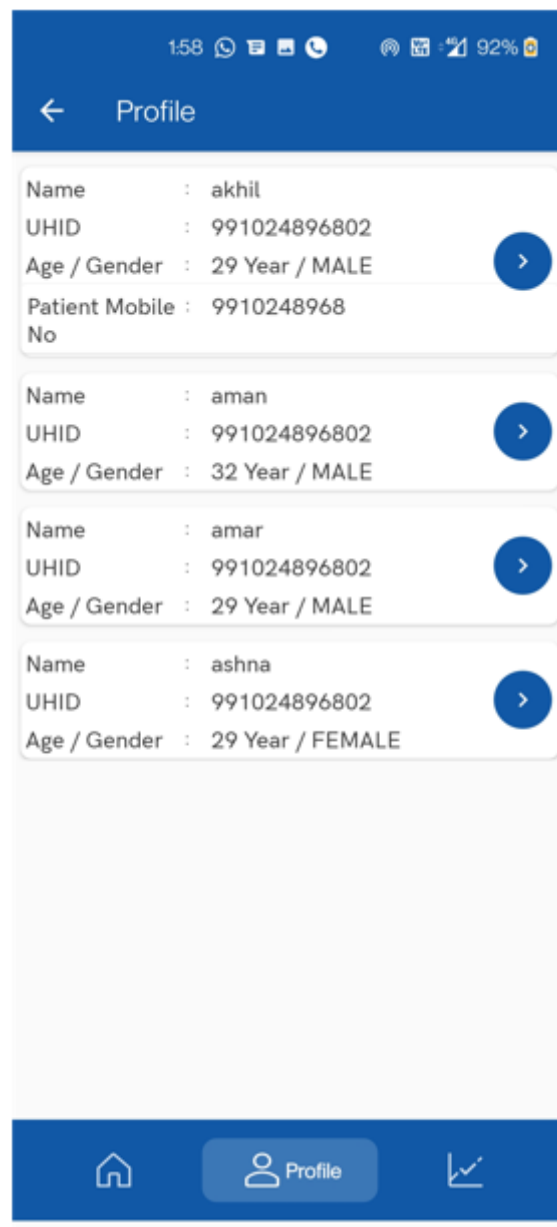 1:58 92%
Profile
Name : akhil
UHID : 991024896802
Age / Gender : 29 Year / MALE
Patient Mobile : 9910248968
No
Name : aman
UHID : 991024896802
Age / Gender : 32 Year / MALE
Name : amar
UHID : 991024896802
Age / Gender : 29 Year / MALE
Name : ashna
UHID : 991024896802
Age / Gender : 29 Year / FEMALE
Profile